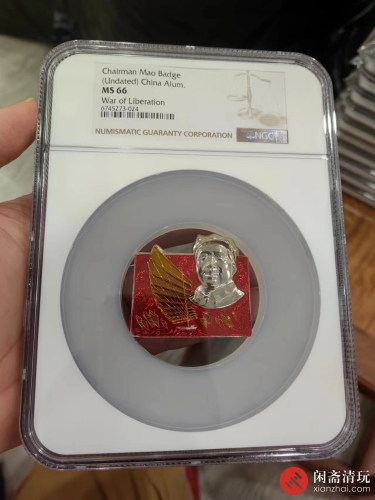 Chairman Mao Badge
(Undated) China Alum.
MS 66
War of Liberation
6745273-024
NUMISMATIC GUARANTY CORPORATION
NGC
闲斋清玩
xianzhai.com